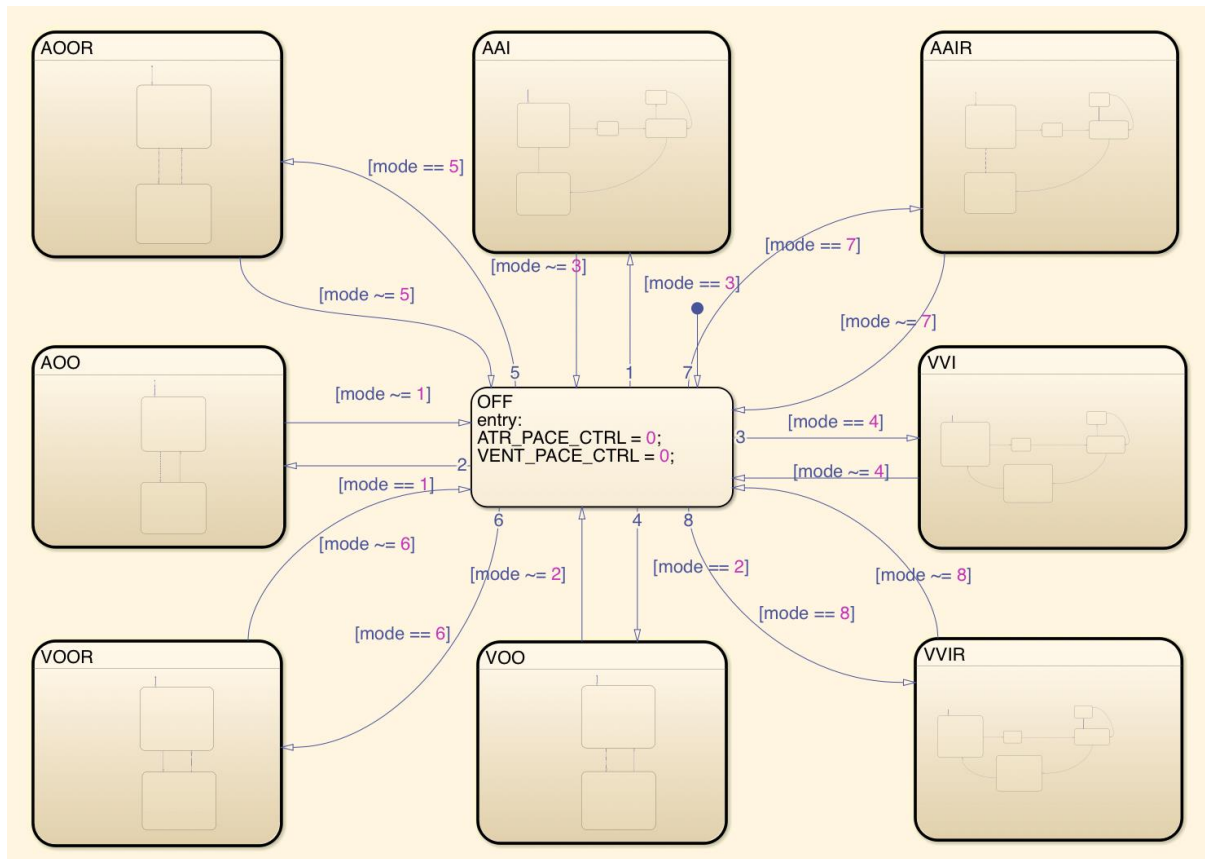 AOOR
AAI
AAIR
[mode == 5]
[mode == 7]
[mode ~= 3]
[mode == 3]
[mode ~= 5]
[mode ~= 7]
AOO
VVI
5
1
7
[mode ~= 1]
OFF
entry:
ATR_PACE_CTRL = 0;
VENT_PACE_CTRL = 0;
[mode == 4]
3
2
[mode ~= 4]
[mode == 1]
6
4
8
[mode ~= 6]
[mode ~= 2]
[mode == 2]
[mode ~= 8]
[mode == 8]
[mode == 6]
VOOR
VOO
VVIR